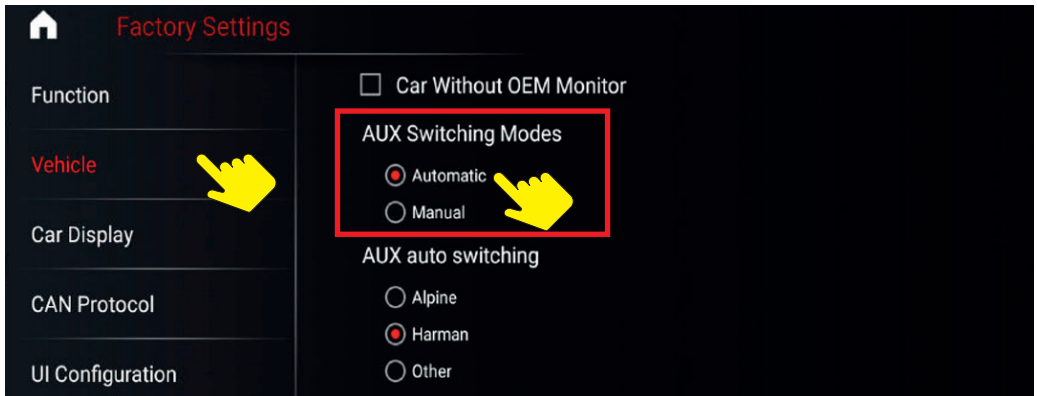 Factory Settings
Function
Vehicle
Car Display
CAN Protocol
UI Configuration
Car Without OEM Monitor
AUX Switching Modes
Automatic
Manual
AUX auto switching
Alpine
Harman
Other